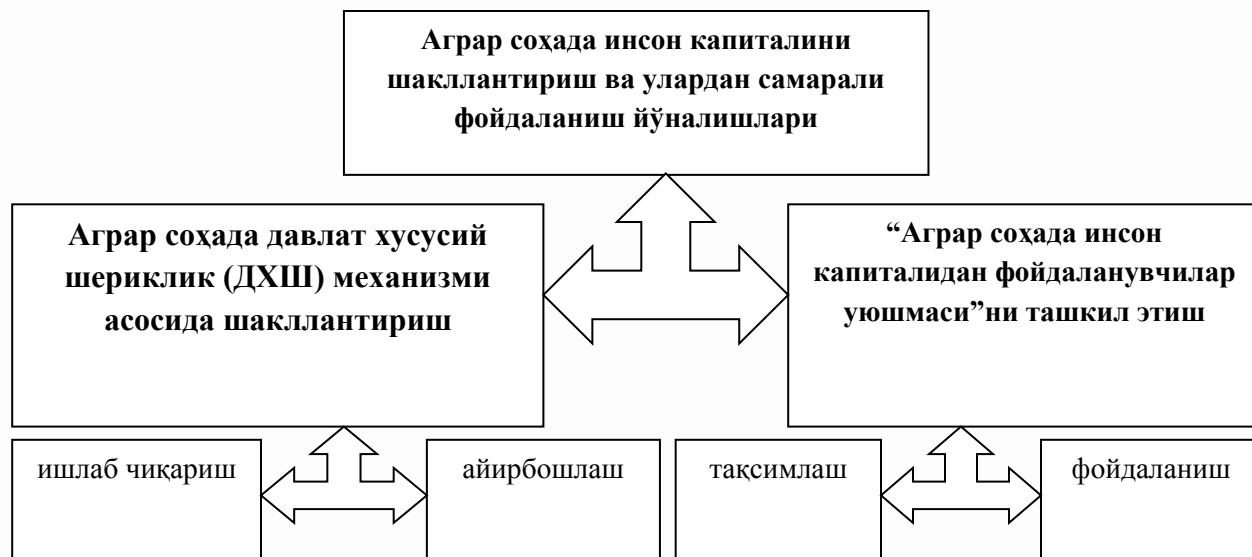 Аграр соҳада инсон капиталини
шакллантириш ва улардан самарали
фойдаланиш йўналишлари
Аграр соҳада давлат хусусий
шериклик (ДХШ) механизми
асосида шакллантириш
“Аграр соҳада инсон
капиталидан фойдаланувчилар
уюшмаси”ни ташкил этиш
ишлаб чиқариш
айирбошлаш
тақсимлаш
фойдаланиш